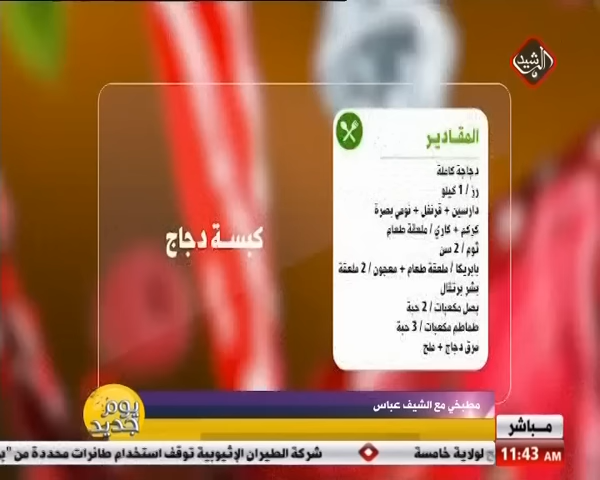 الرشيد
المقادير
دجاجة كاملة
رز / 1 كيلو
دارسين + قرنفل + نومي بصرة
كركم + كاري / ملعقة طعام
ثوم / 2 سن
بابريكا / ملعقة طعام + معجون / 2 ملعقة
بشر برتقال
بصل مكعبات / 2 حبة
طماطم مكعبات / 3 حبة
مرق دجاج + ملح
كبسة دجاج
مطبخي مع الشيف عباس
يوم جديد
مباشر
11:43 AM
لولاية خامسة
شركة الطيران الإثيوبية توقف استخدام طائرات محددة من "ب